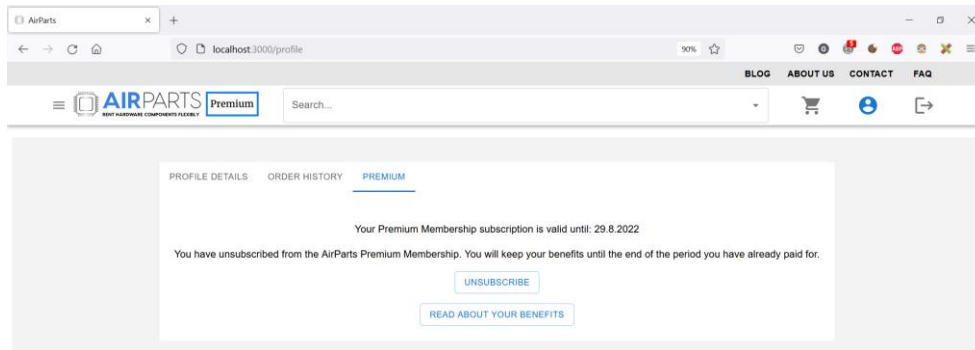 AirParts
localhost:3000/profile
90%
BLOG ABOUT US CONTACT FAQ
AIRPARTS Premium
RENT HARDWARE COMPONENTS FLEXIBLY
Search...
PROFILE DETAILS ORDER HISTORY PREMIUM
Your Premium Membership subscription is valid until: 29.8.2022
You have unsubscribed from the AirParts Premium Membership. You will keep your benefits until the end of the period you have already paid for.
UNSUBSCRIBE
READ ABOUT YOUR BENEFITS